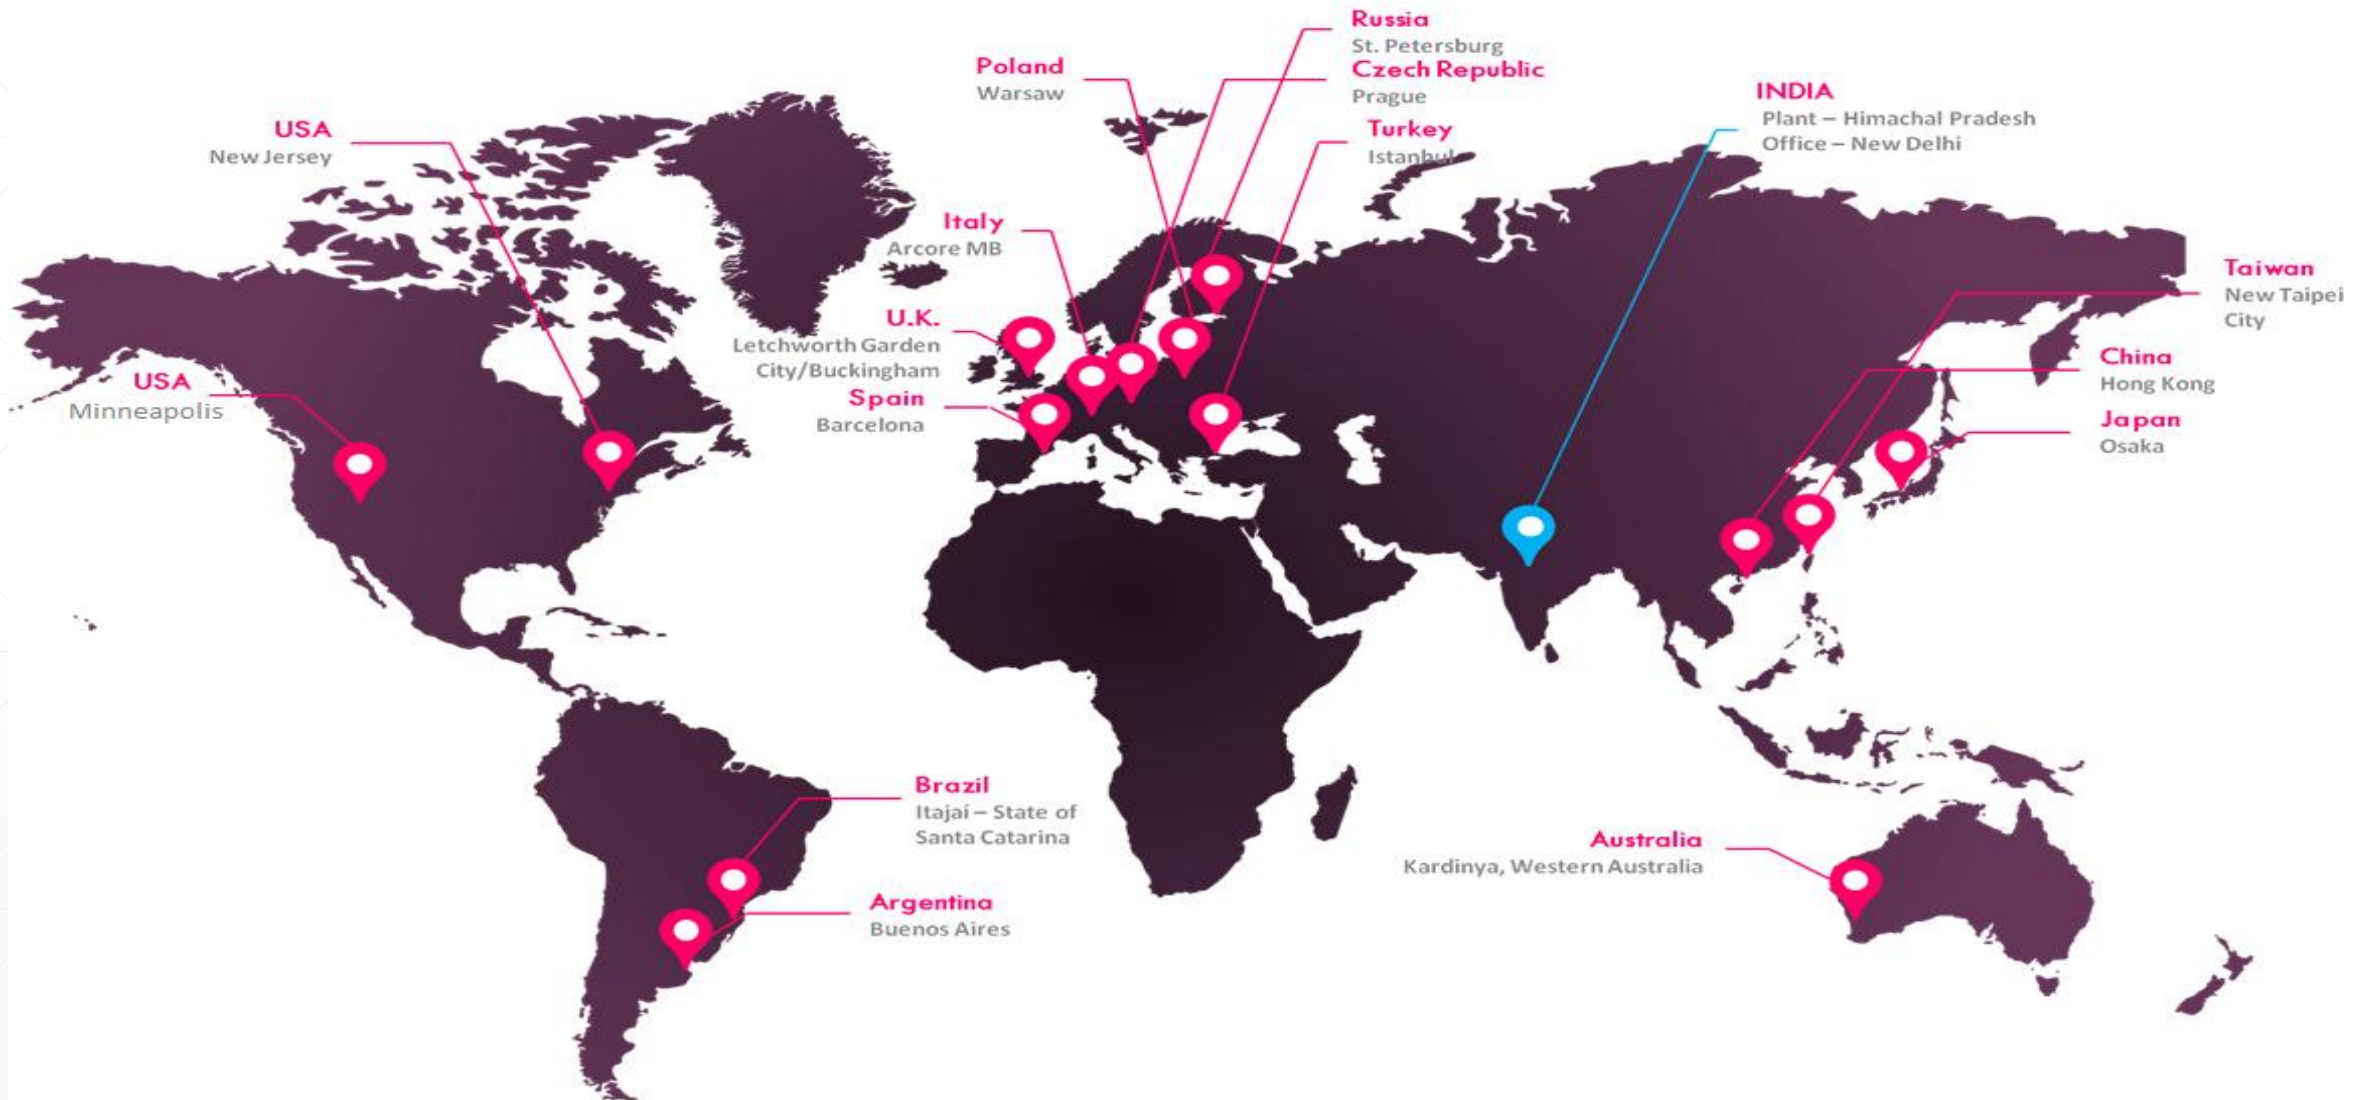 Russia
St. Petersburg
Poland
Warsaw
Czech Republic
Prague
INDIA
Plant – Himachal Pradesh
Office – New Delhi
USA
New Jersey
Turkey
Istanbul
Italy
Arcore MB
Taiwan
New Taipei
City
U.K.
Letchworth Garden
City/Buckingham
China
Hong Kong
USA
Minneapolis
Spain
Barcelona
Japan
Osaka
Brazil
Itajaí – State of
Santa Catarina
Australia
Kardinya, Western Australia
Argentina
Buenos Aires